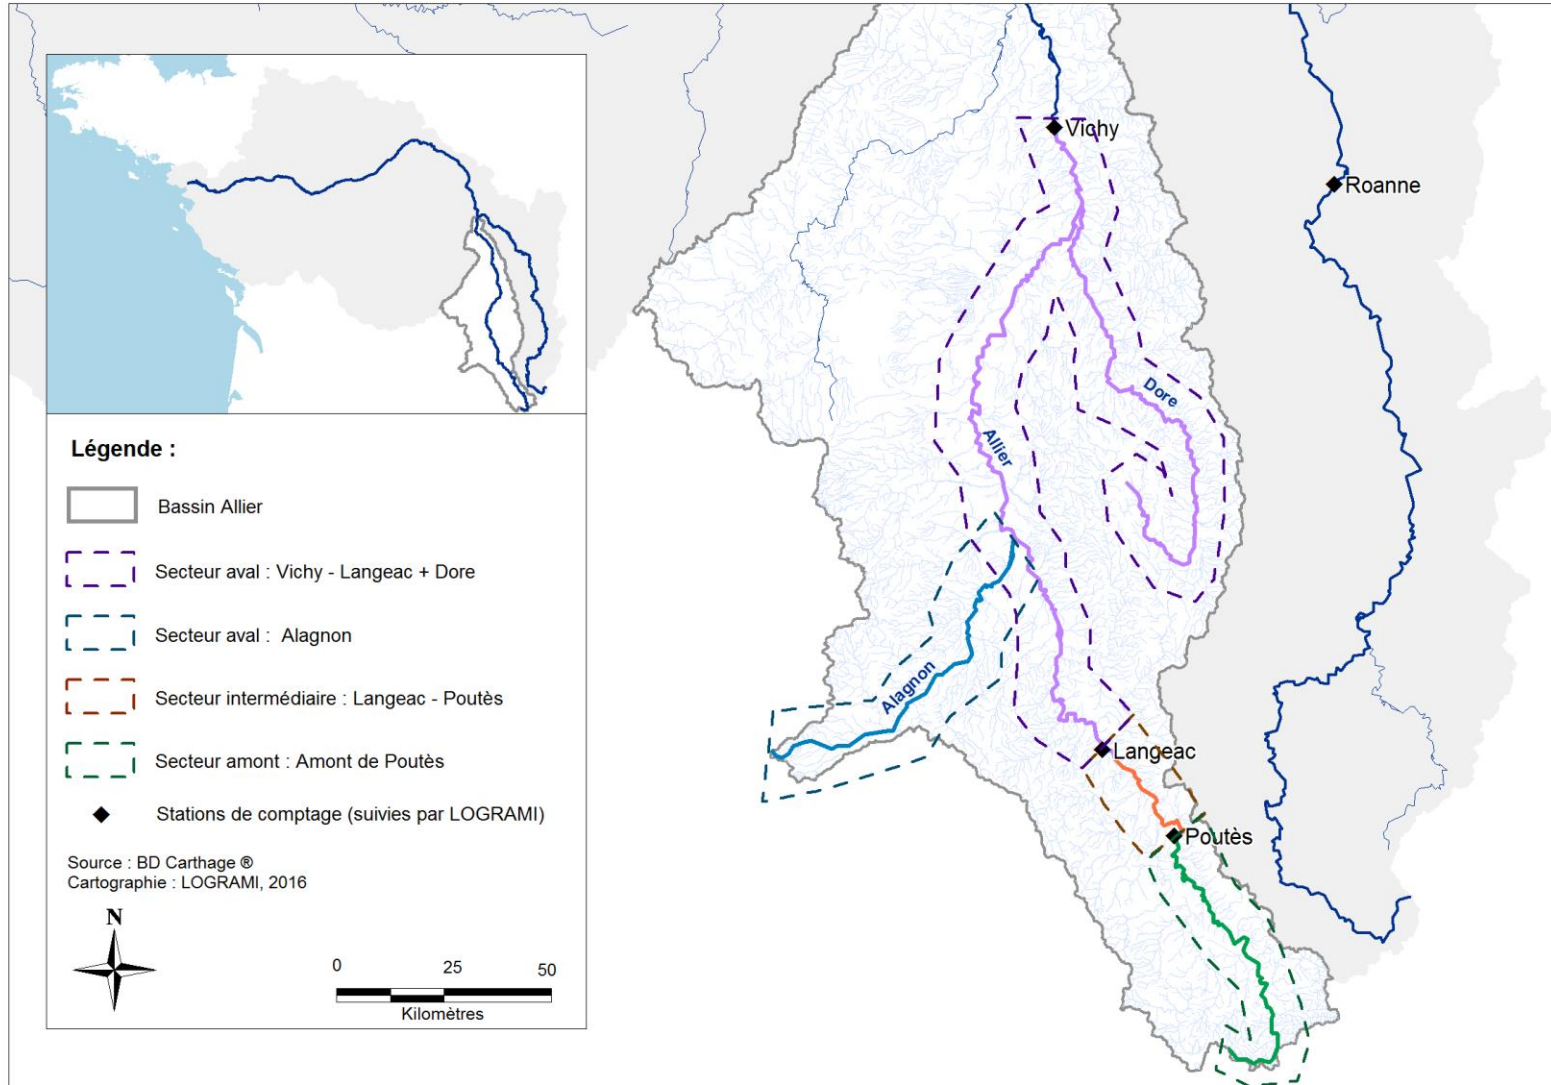 Légende :
Bassin Allier
Secteur aval : Vichy - Langeac + Dore
Secteur aval :  Alagnon
Secteur intermédiaire : Langeac - Poutès
Secteur amont : Amont de Poutès
Stations de comptage (suivies par LOGRAMI)
Source : BD Carthage ®
Cartographie : LOGRAMI, 2016
N
0 25 50
Kilomètres
Vichy
Roanne
Dore
Allier
Alagnon
Langeac
Poutès